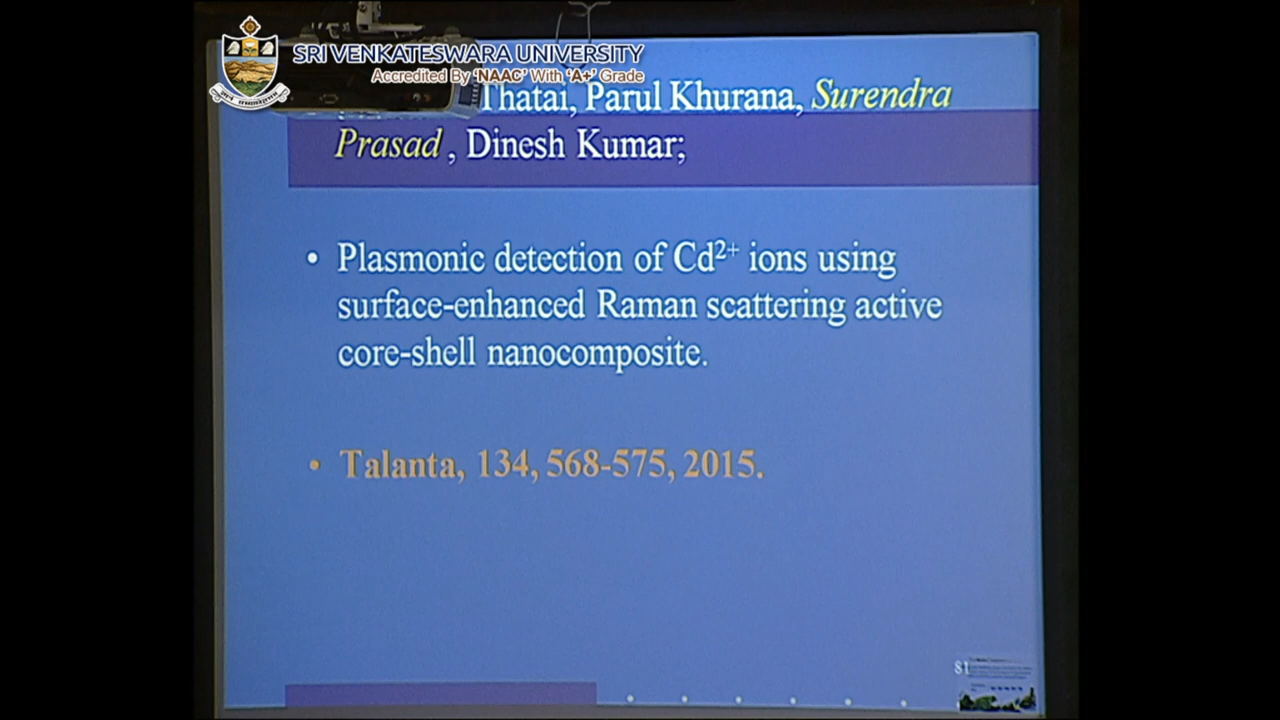 SRI VENKATESWARA UNIVERSITY
Accredited By 'NAAC' With 'A+' Grade
Thatai, Parul Khurana, Surendra
Prasad , Dinesh Kumar;
• Plasmonic detection of Cd²⁺ ions using
surface-enhanced Raman scattering active
core-shell nanocomposite.
• Talanta, 134, 568-575, 2015.
81